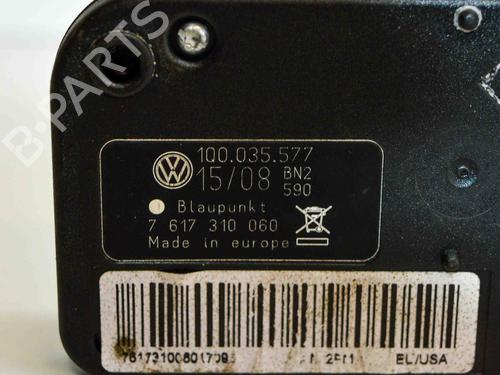 B-PARTS
1Q0.035.577
15/08 BN2
590
Blaupunkt
7 617 310 060
Made in europe
EU/USA